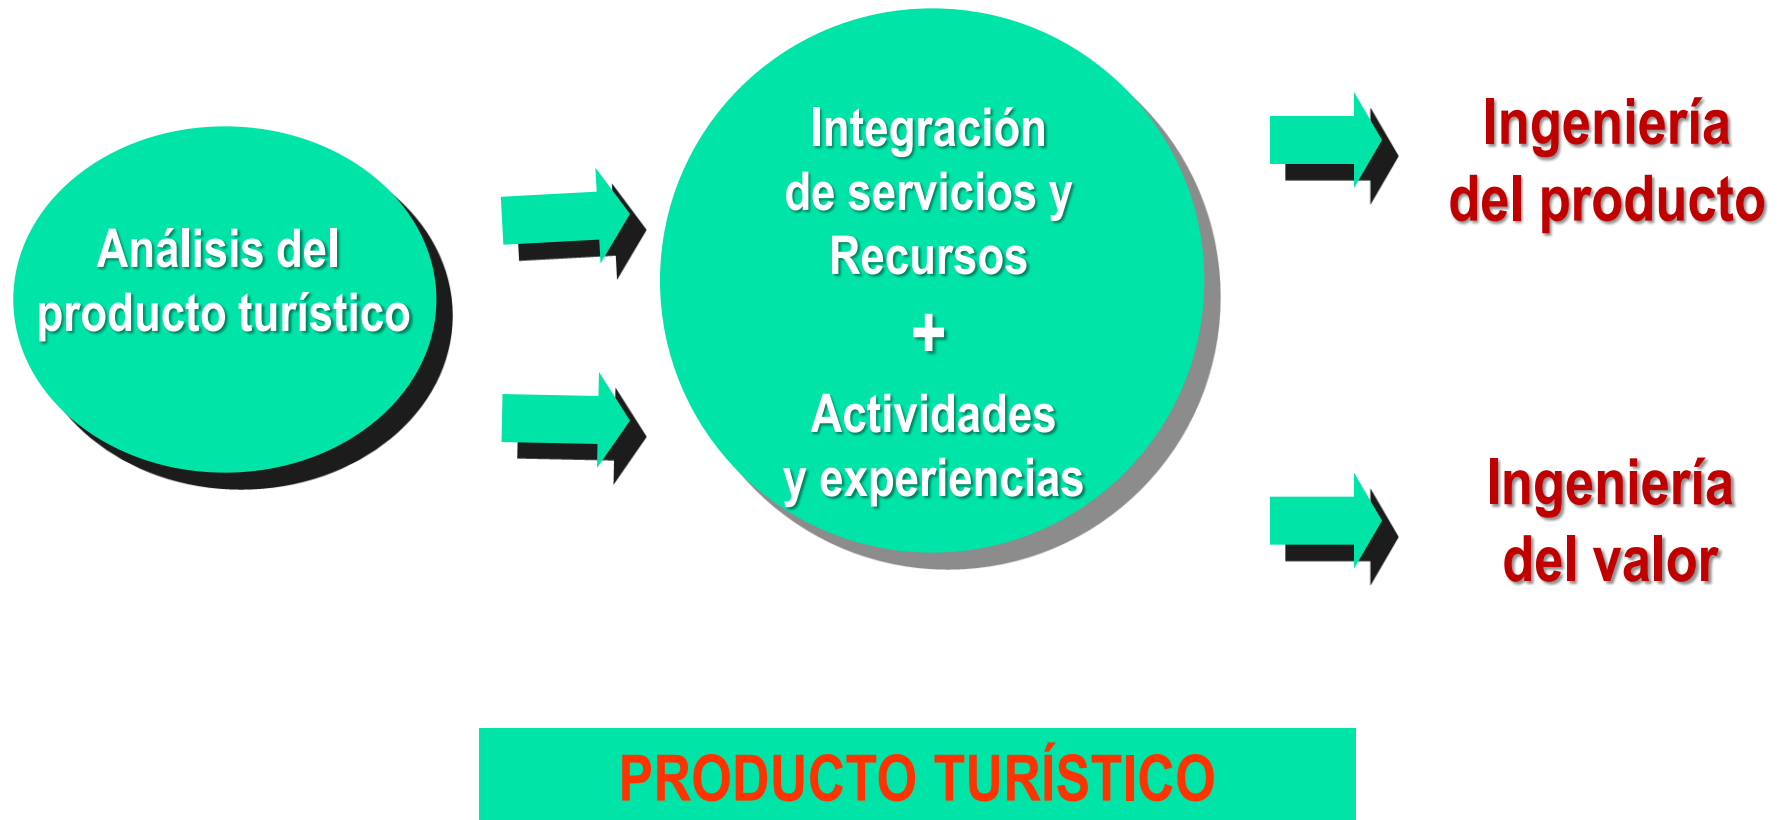 Análisis del
producto turístico
Integración
de servicios y
Recursos
+
Actividades
y experiencias
Ingeniería
del producto
Ingeniería
del valor
PRODUCTO TURÍSTICO